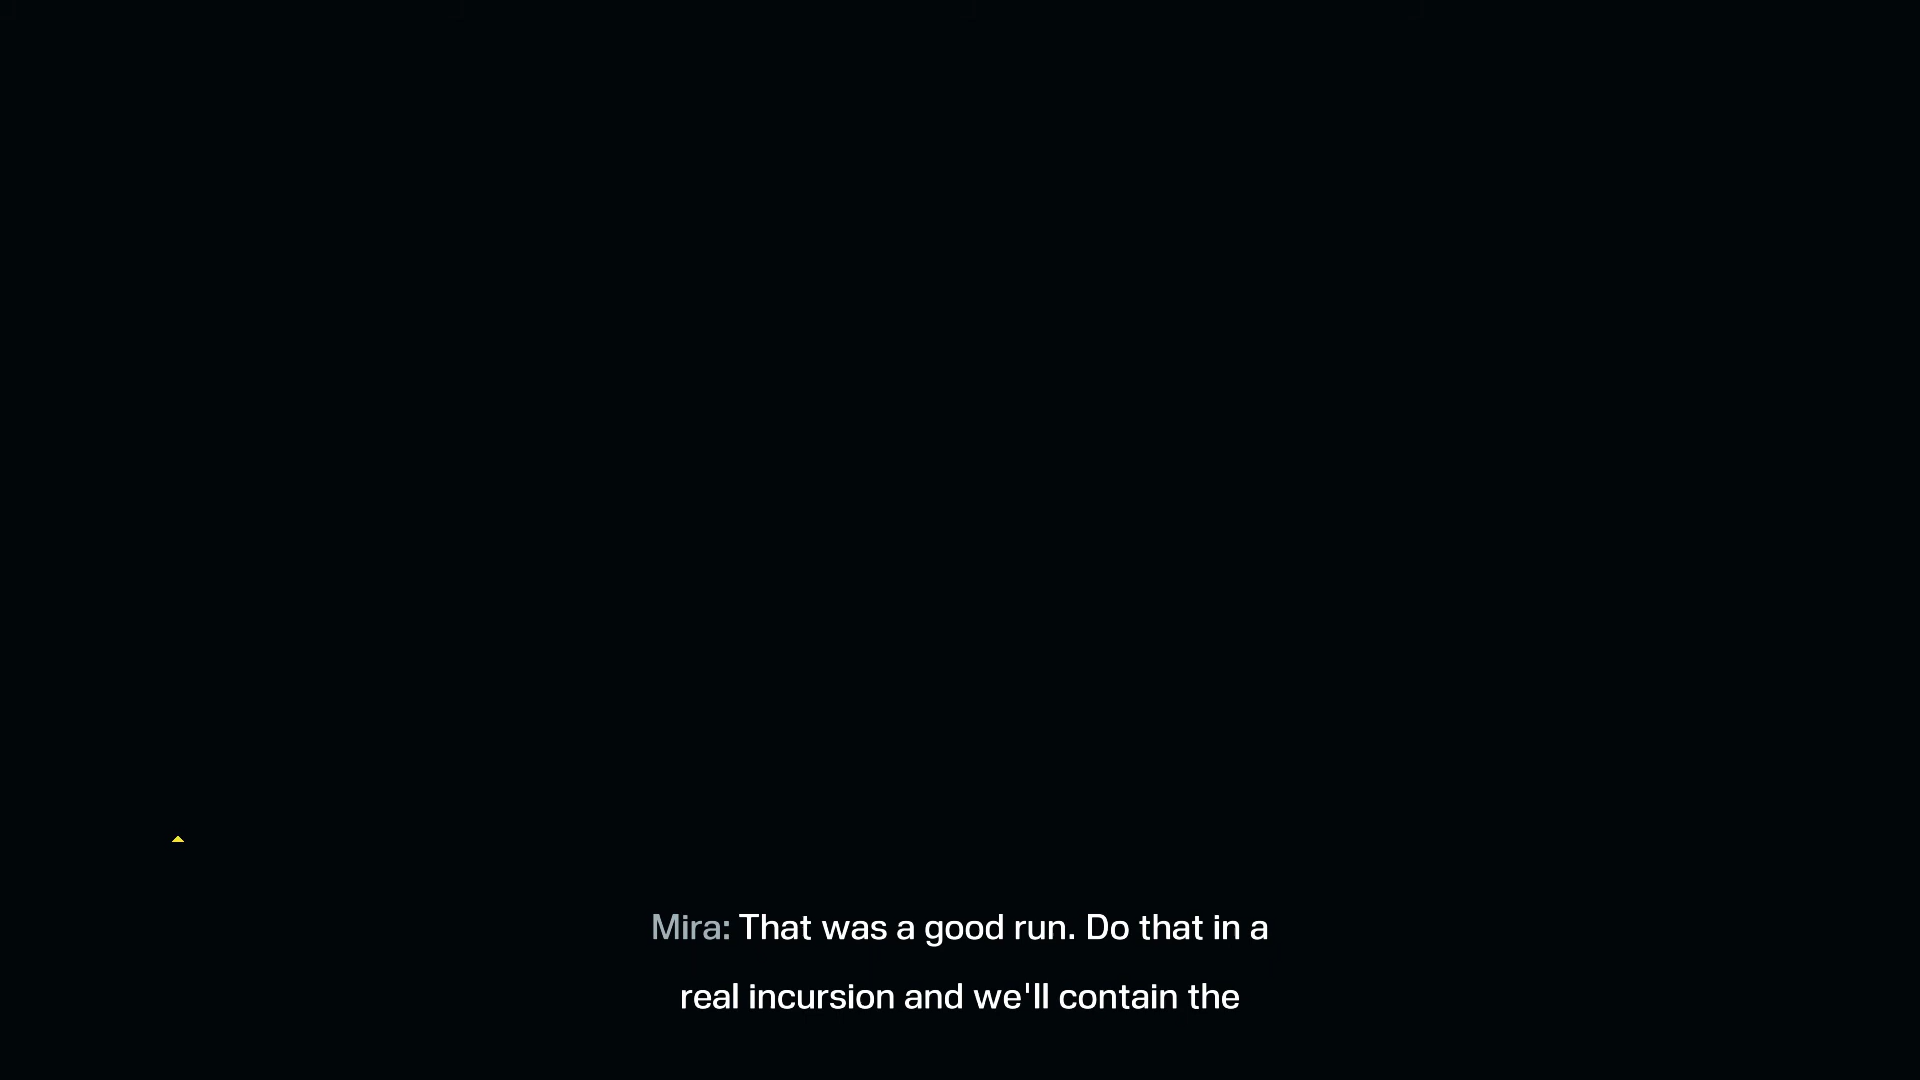 Mira: That was a good run. Do that in a
real incursion and we'll contain the